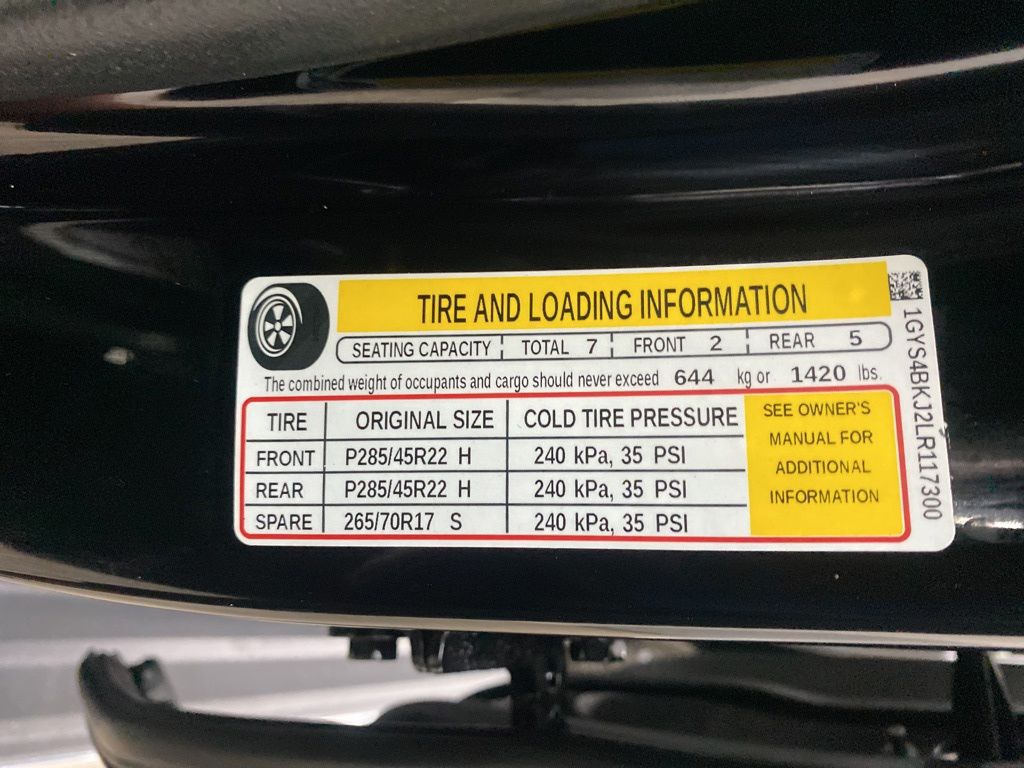 TIRE AND LOADING INFORMATION
SEATING CAPACITY TOTAL 7 FRONT 2 REAR 5
The combined weight of occupants and cargo should never exceed 644 kg or 1420 lbs.
TIRE ORIGINAL SIZE COLD TIRE PRESSURE
FRONT P285/45R22 H 240 kPa, 35 PSI
REAR P285/45R22 H 240 kPa, 35 PSI
SPARE 265/70R17 S 240 kPa, 35 PSI
SEE OWNER'S
MANUAL FOR
ADDITIONAL
INFORMATION
1GYS4BKJ2LR117300